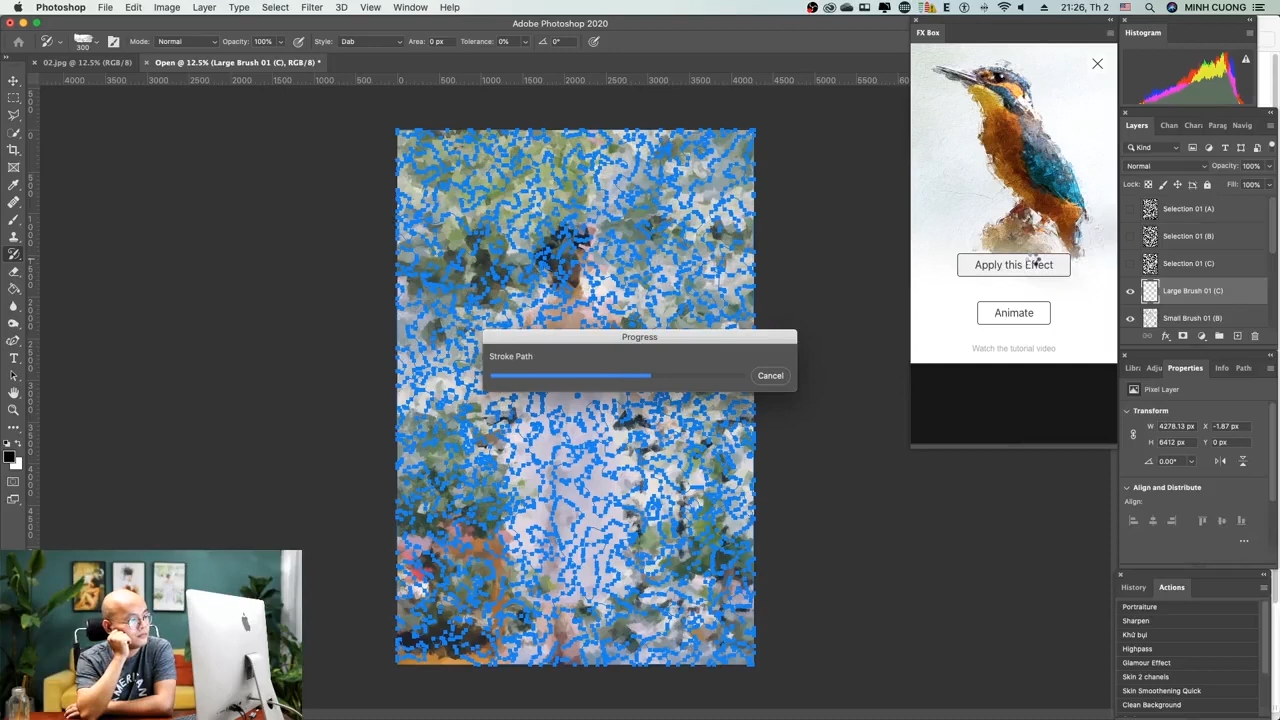 Photoshop File Edit Image Layer Type Select Filter 3D View Window Help 21:26, Th 2 MINH CUONG
Adobe Photoshop 2020
300 Mode: Normal Opacity: 100% Style: Dab Area: 0 px Tolerance: 0% 0°
02.jpg @ 12.5% (RGB/8) Open @ 12.5% (Large Brush 01 (C), RGB/8) *
4000 3500 3000 2500 2000 1500 1000 500 0 500 1000 1500 2000 2500 3000 3500 4000
FX Box
Apply this Effect
Animate
Watch the tutorial video
Progress
Stroke Path
Cancel
Histogram
Layers Chan Chara Parag Navig
Kind
Normal Opacity: 100%
Lock: Fill: 100%
Selection 01 (A)
Selection 01 (B)
Selection 01 (C)
Large Brush 01 (C)
Small Brush 01 (B)
fx
Libra Adju Properties Info Path
Pixel Layer
Transform
W 4278.13 px X -1.87 px
H 6412 px Y 0 px
0.00°
Align and Distribute
Align:
History Actions
Portraiture
Sharpen
Khử bụi
Highpass
Glamour Effect
Skin 2 chanels
Skin Smoothening Quick
Clean Background